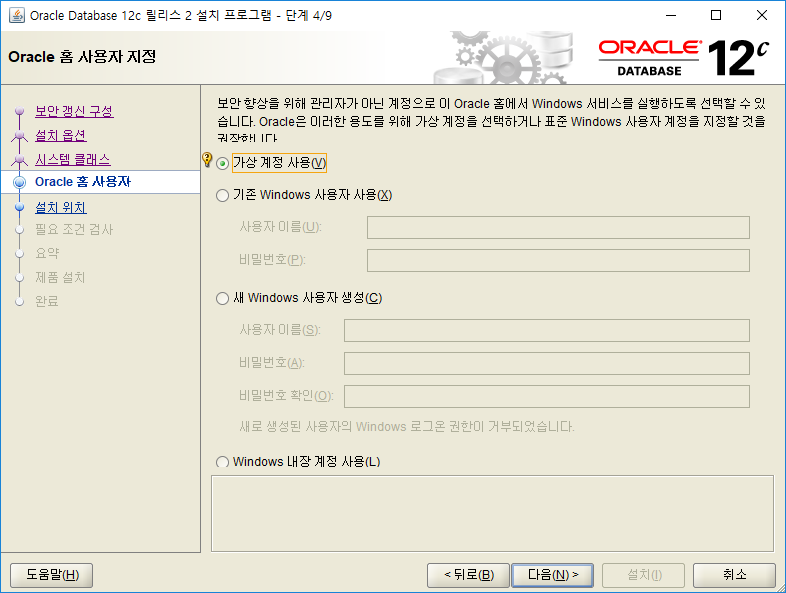 Oracle Database 12c 릴리스 2 설치 프로그램 - 단계 4/9
Oracle 홈 사용자 지정
ORACLE
DATABASE
12c
보안 갱신 구성
설치 옵션
시스템 클래스
Oracle 홈 사용자
설치 위치
필요 조건 검사
요약
제품 설치
완료
보안 향상을 위해 관리자가 아닌 계정으로 이 Oracle 홈에서 Windows 서비스를 실행하도록 선택할 수 있
습니다. Oracle은 이러한 용도를 위해 가상 계정을 선택하거나 표준 Windows 사용자 계정을 지정할 것을
권장합니다
가상 계정 사용(V)
기존 Windows 사용자 사용(X)
사용자 이름(U):
비밀번호(P):
새 Windows 사용자 생성(C)
사용자 이름(S):
비밀번호(A):
비밀번호 확인(O):
새로 생성된 사용자의 Windows 로그온 권한이 거부되었습니다.
Windows 내장 계정 사용(L)
도움말(H)
< 뒤로(B)
다음(N) >
설치(I)
취소